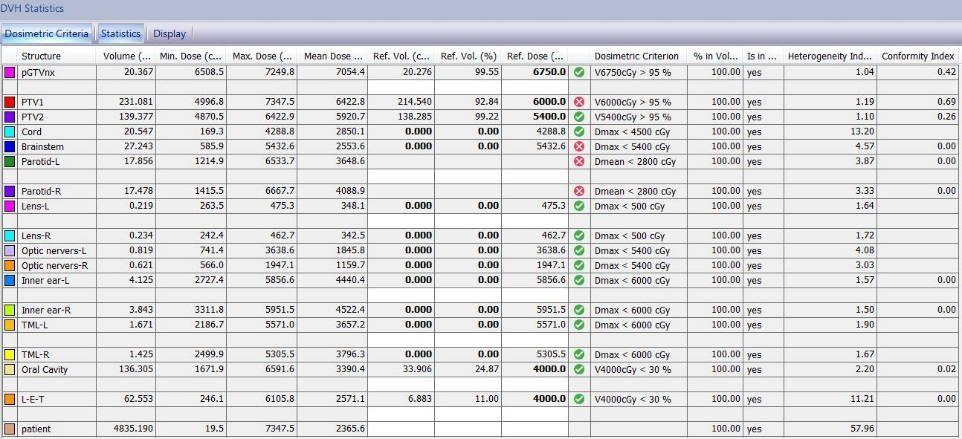 DVH Statistics
Dosimetric Criteria Statistics Display
Structure Volume (... Min. Dose (c... Max. Dose (... Mean Dose ... Ref. Vol. (c... Ref. Vol. (%) Ref. Dose (... Dosimetric Criterion % in Vol... Is in ... Heterogeneity Ind... Conformity Index
pGTVnx 20.367 6508.5 7249.8 7054.4 20.276 99.55 6750.0 V6750cGy > 95 % 100.00 yes 1.04 0.42
PTV1 231.081 4996.8 7347.5 6422.8 214.540 92.84 6000.0 V6000cGy > 95 % 100.00 yes 1.19 0.69
PTV2 139.377 4870.5 6422.9 5920.7 138.285 99.22 5400.0 V5400cGy > 95 % 100.00 yes 1.10 0.26
Cord 20.547 169.3 4288.8 2850.1 0.000 0.00 4288.8 Dmax < 4500 cGy 100.00 yes 13.20
Brainstem 27.243 585.9 5432.6 2553.6 0.000 0.00 5432.6 Dmax < 5400 cGy 100.00 yes 4.57 0.00
Parotid-L 17.856 1214.9 6533.7 3648.6 Dmean < 2800 cGy 100.00 yes 3.87 0.00
Parotid-R 17.478 1415.5 6667.7 4088.9 Dmean < 2800 cGy 100.00 yes 3.33 0.00
Lens-L 0.219 263.5 475.3 348.1 0.000 0.00 475.3 Dmax < 500 cGy 100.00 yes 1.64
Lens-R 0.234 242.4 462.7 342.5 0.000 0.00 462.7 Dmax < 500 cGy 100.00 yes 1.72
Optic nervers-L 0.819 741.4 3638.6 1845.8 0.000 0.00 3638.6 Dmax < 5400 cGy 100.00 yes 4.08
Optic nervers-R 0.621 566.0 1947.1 1159.7 0.000 0.00 1947.1 Dmax < 5400 cGy 100.00 yes 3.03
Inner ear-L 4.125 2727.4 5856.6 4440.4 0.000 0.00 5856.6 Dmax < 6000 cGy 100.00 yes 1.57 0.00
Inner ear-R 3.843 3311.8 5951.5 4522.4 0.000 0.00 5951.5 Dmax < 6000 cGy 100.00 yes 1.50 0.00
TML-L 1.671 2186.7 5571.0 3657.2 0.000 0.00 5571.0 Dmax < 6000 cGy 100.00 yes 1.90
TML-R 1.425 2499.9 5305.5 3796.3 0.000 0.00 5305.5 Dmax < 6000 cGy 100.00 yes 1.67
Oral Cavity 136.305 1671.9 6591.6 3390.4 33.906 24.87 4000.0 V4000cGy < 30 % 100.00 yes 2.20 0.02
L-E-T 62.553 246.1 6105.8 2571.1 6.883 11.00 4000.0 V4000cGy < 30 % 100.00 yes 11.21 0.00
patient 4835.190 19.5 7347.5 2365.6 100.00 yes 57.96